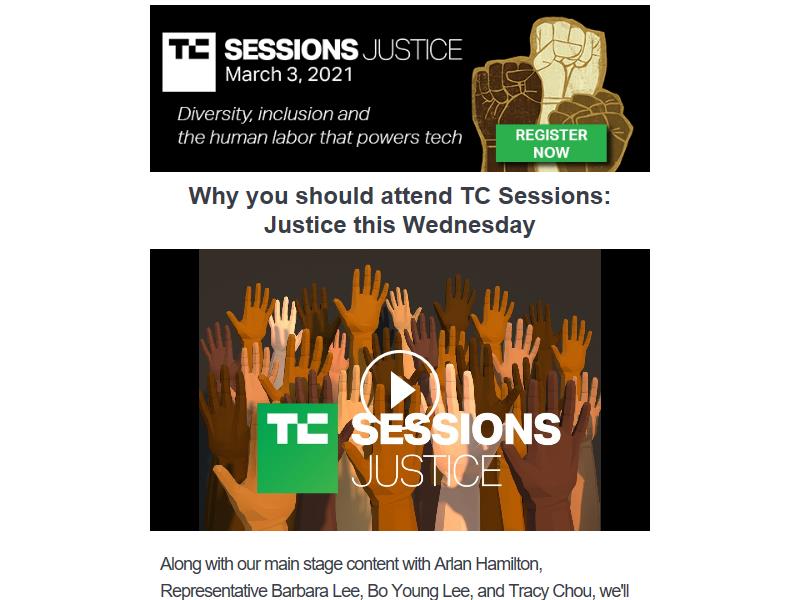 TC SESSIONS JUSTICE
March 3, 2021
Diversity, inclusion and
the human labor that powers tech
REGISTER
NOW
Why you should attend TC Sessions:
Justice this Wednesday
TC SESSIONS
JUSTICE
Along with our main stage content with Arlan Hamilton,
Representative Barbara Lee, Bo Young Lee, and Tracy Chou, we'll